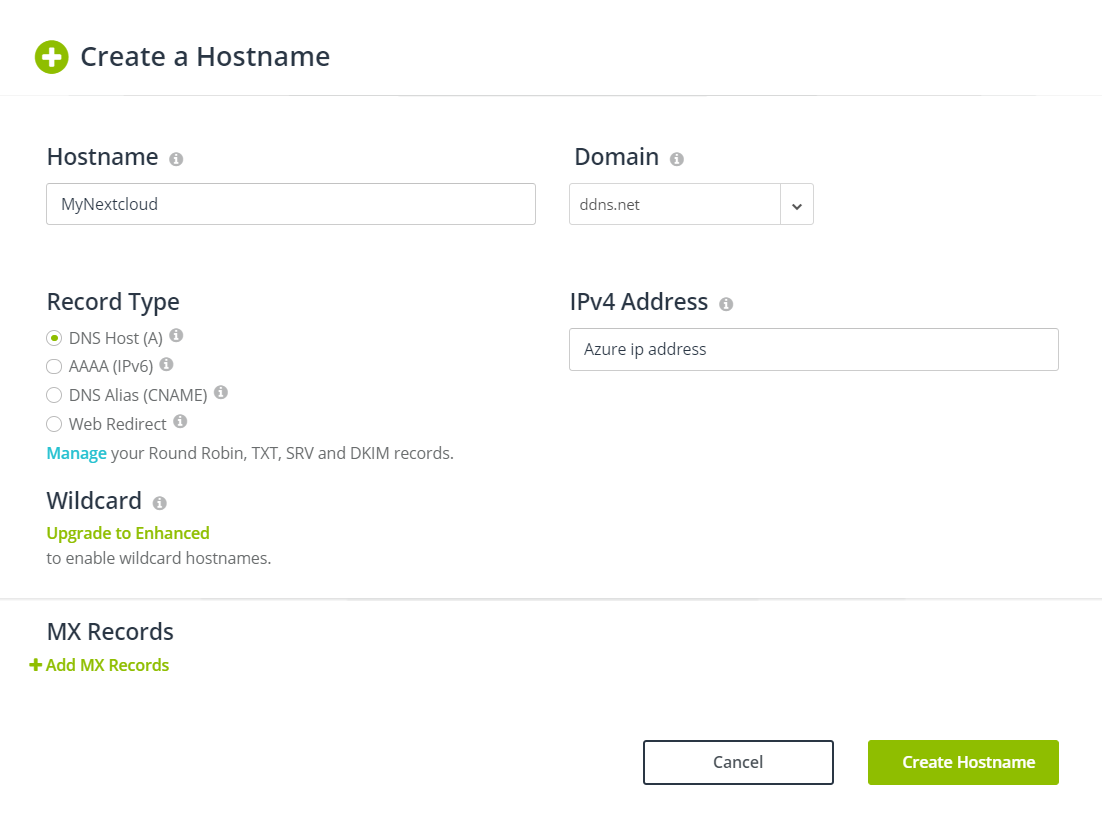 Create a Hostname
Hostname
Domain
MyNextcloud
ddns.net
Record Type
DNS Host (A)
AAAA (IPv6)
DNS Alias (CNAME)
Web Redirect
Manage your Round Robin, TXT, SRV and DKIM records.
IPv4 Address
Azure ip address
Wildcard
Upgrade to Enhanced
to enable wildcard hostnames.
MX Records
Add MX Records
Cancel
Create Hostname